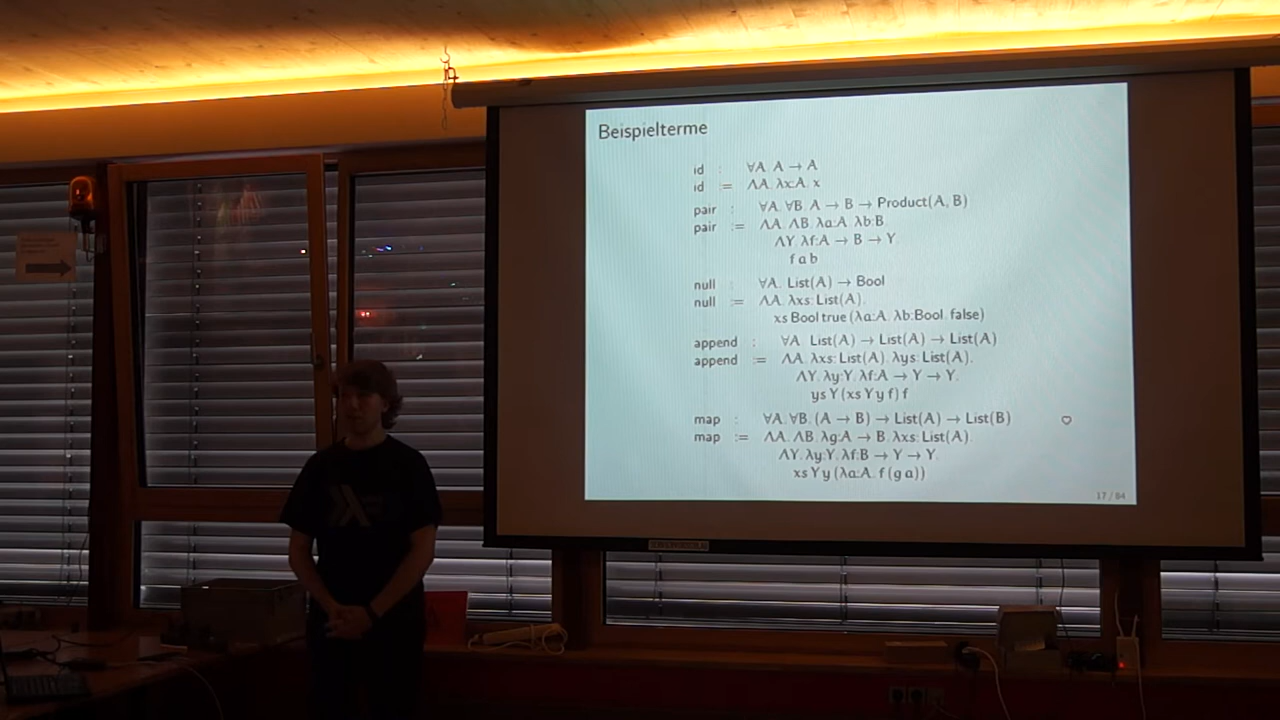 Beispielterme
id : ∀A. A → A
id := ΛA. λx:A. x
pair : ∀A. ∀B. A → B → Product(A, B)
pair := ΛA. ΛB. λa:A. λb:B.
ΛY. λf:A → B → Y.
f a b
null : ∀A. List(A) → Bool
null := ΛA. λxs: List(A).
xs Bool true (λa:A. λb:Bool. false)
append : ∀A. List(A) → List(A) → List(A)
append := ΛA. λxs: List(A). λys: List(A).
ΛY. λy:Y. λf:A → Y → Y.
ys Y (xs Y y f) f
map : ∀A. ∀B. (A → B) → List(A) → List(B) ♡
map := ΛA. ΛB. λg:A → B. λxs: List(A).
ΛY. λy:Y. λf:B → Y → Y.
xs Y y (λa:A. f (g a))
17 / 84